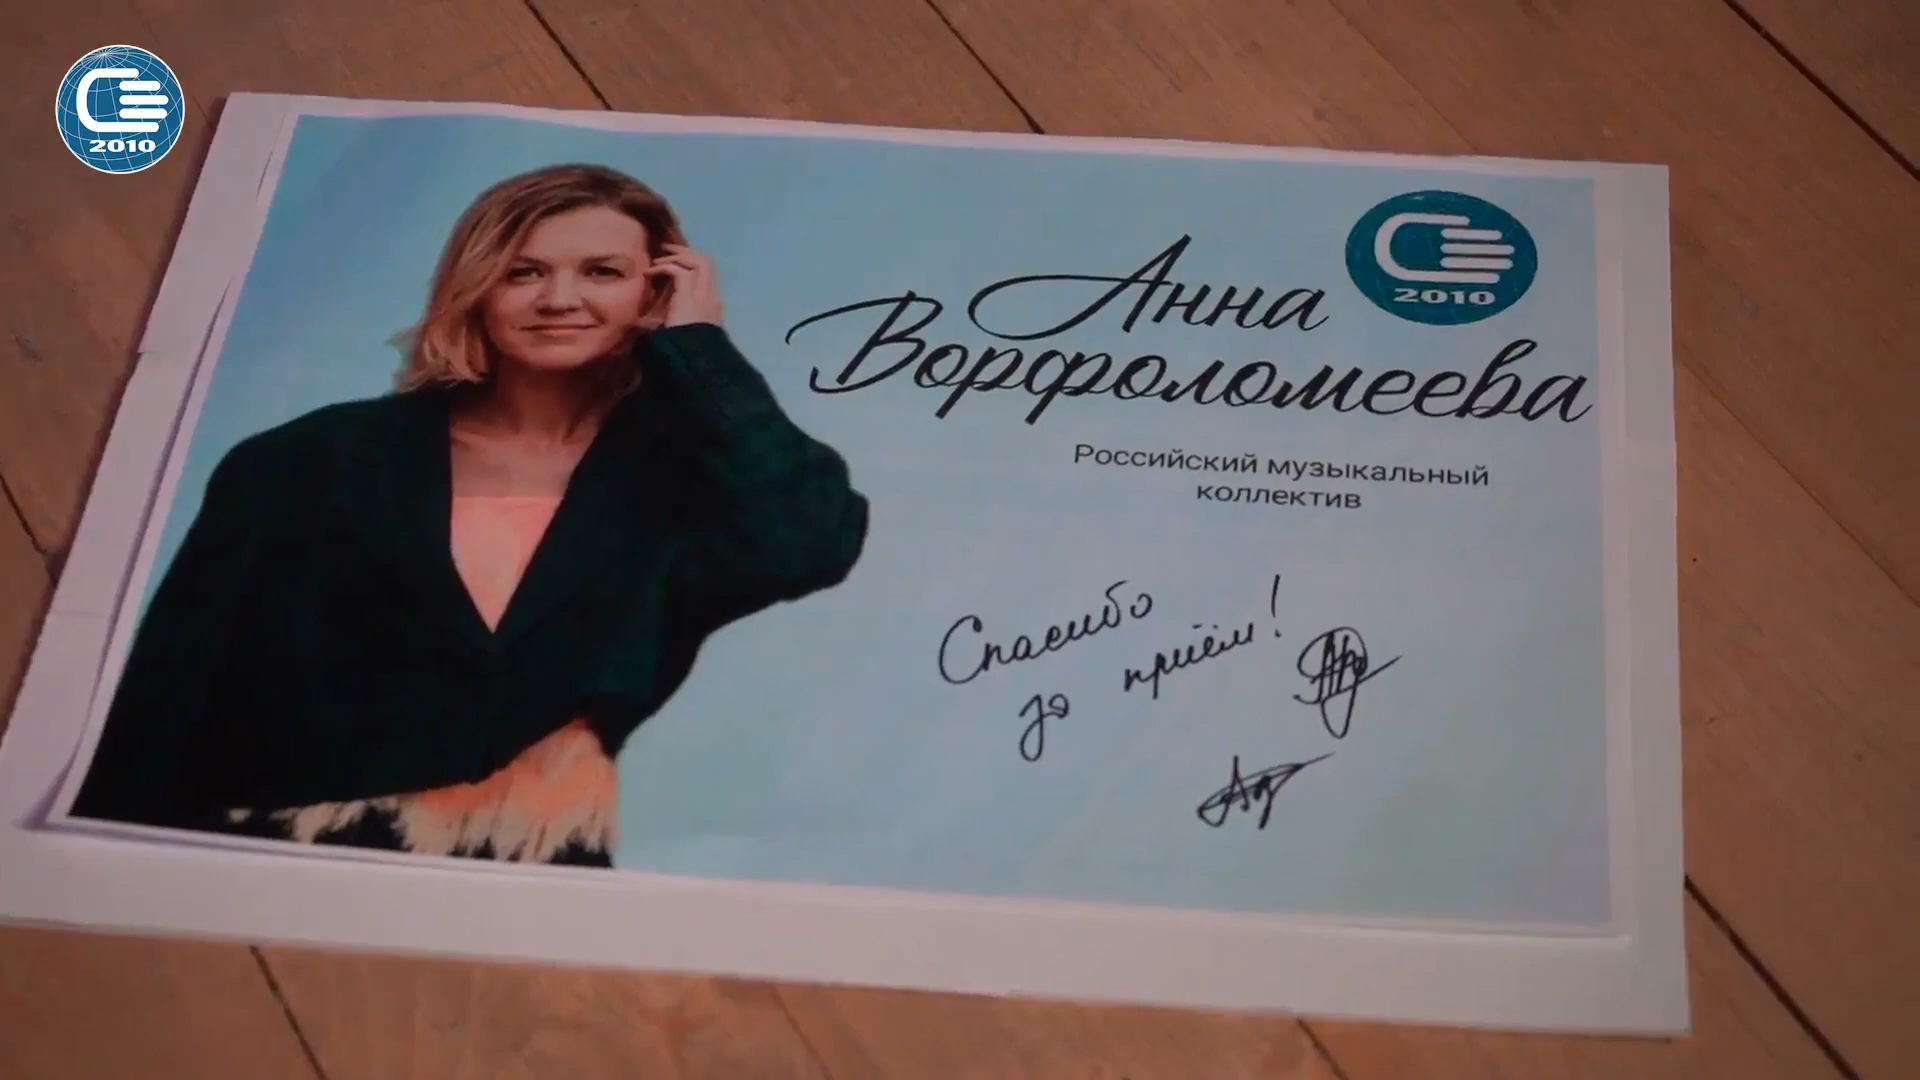 2010
2010
Анна
Ворфоломеева
Российский музыкальный
коллектив
Спасибо
за приём!